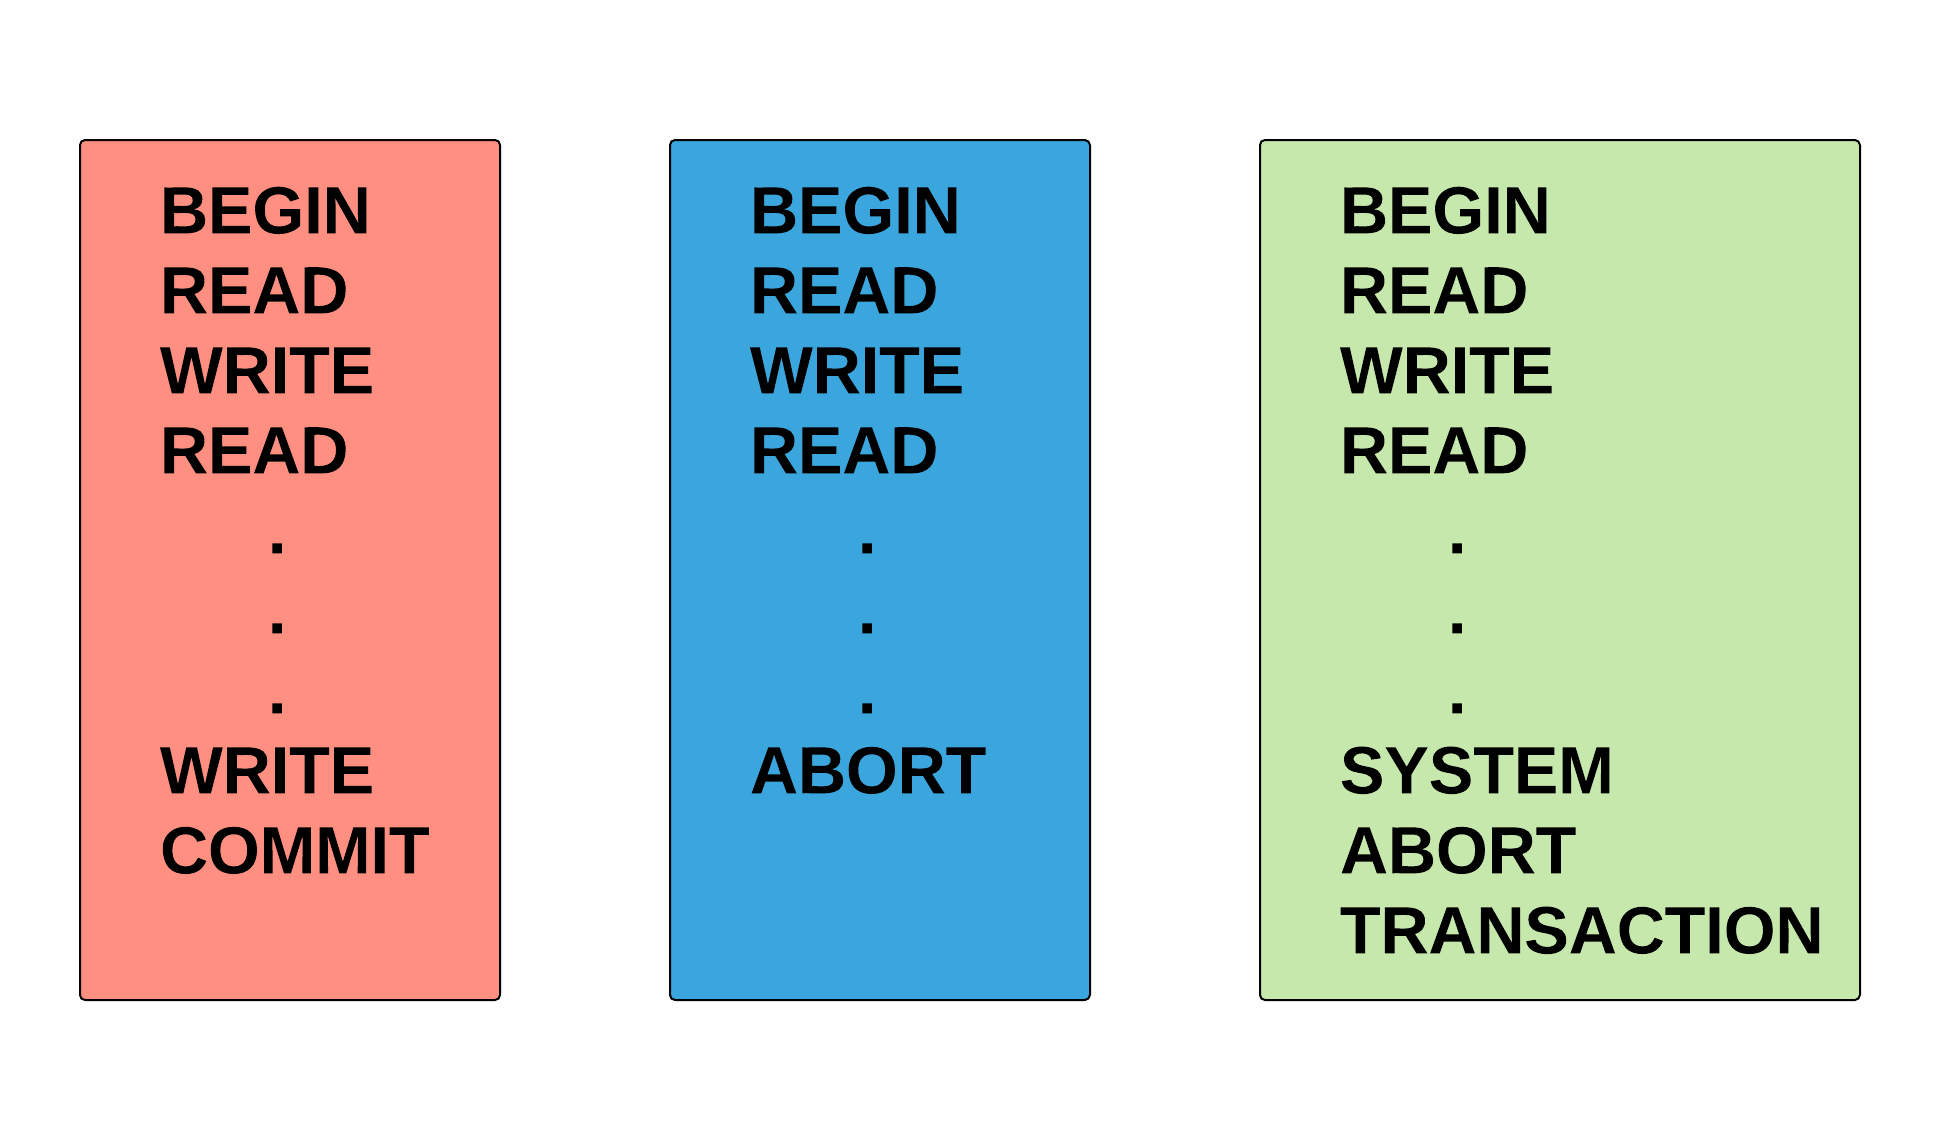 BEGIN
READ
WRITE
READ
.
.
.
WRITE
COMMIT
BEGIN
READ
WRITE
READ
.
.
.
ABORT
BEGIN
READ
WRITE
READ
.
.
.
SYSTEM
ABORT
TRANSACTION